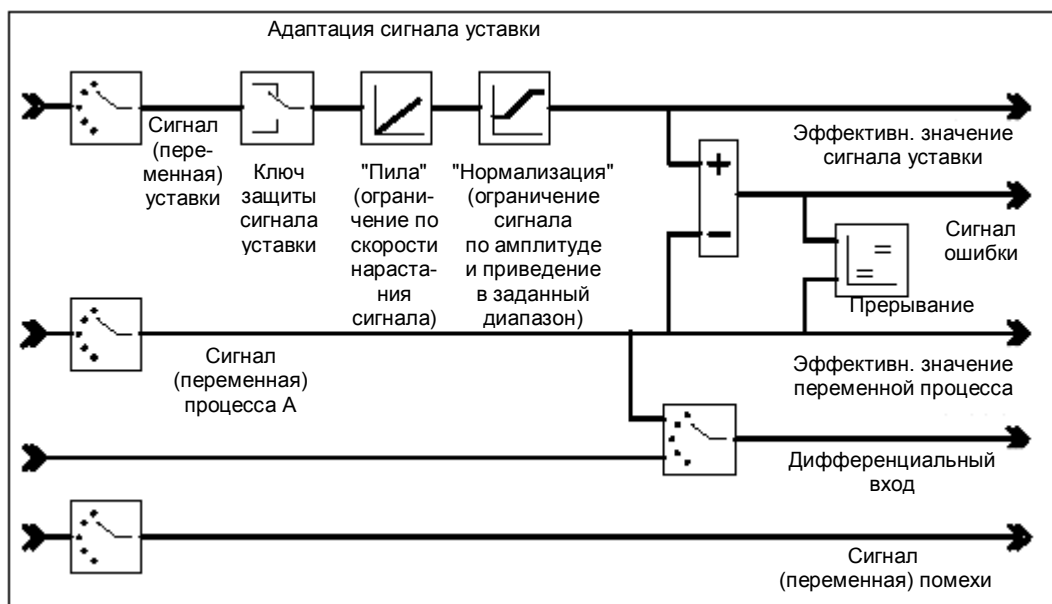 Адаптация сигнала уставки
Сигнал
(пере-
менная)
уставки
Ключ
защиты
сигнала
уставки
"Пила"
(ограни-
чение по
скорости
нараста-
ния
сигнала)
"Нормализация"
(ограничение
сигнала
по амплитуде
и приведение
в заданный
диапазон)
Эффективн. значение
сигнала уставки
Сигнал
ошибки
Прерывание
Сигнал
(переменная)
процесса А
Эффективн. значение
переменной процесса
Дифференциальный
вход
Сигнал
(переменная) помехи